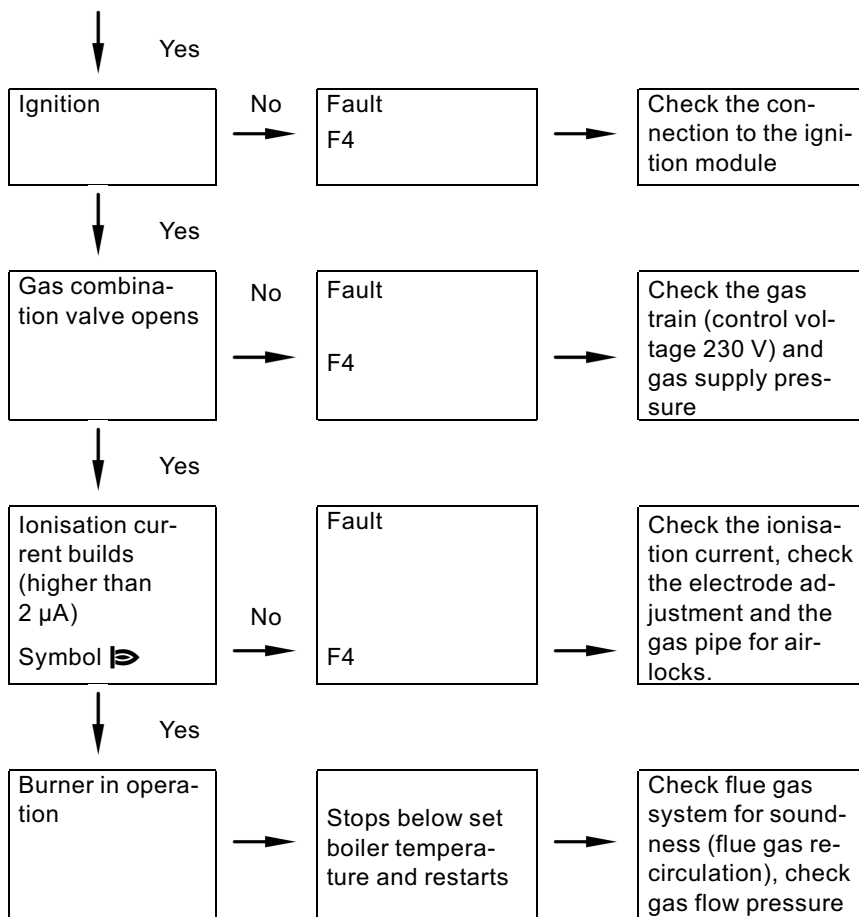 Yes
Ignition
No
Fault
F4
Check the con-
nection to the igni-
tion module
Yes
Gas combina-
tion valve opens
No
Fault
F4
Check the gas
train (control vol-
tage 230 V) and
gas supply pres-
sure
Yes
Ionisation cur-
rent builds
(higher than
2 µA)
Symbol
No
Fault
F4
Check the ionisa-
tion current, check
the electrode ad-
justment and the
gas pipe for air-
locks.
Yes
Burner in opera-
tion
Stops below set
boiler tempera-
ture and restarts
Check flue gas
system for sound-
ness (flue gas re-
circulation), check
gas flow pressure